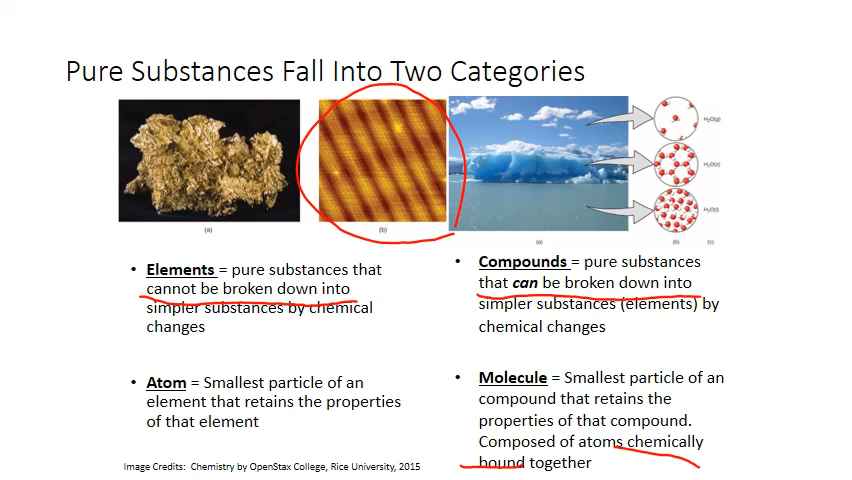 Pure Substances Fall Into Two Categories
(a)
(b)
(a)
(b)
(c)
H₂O(g)
H₂O(s)
H₂O(l)
• Elements = pure substances that
cannot be broken down into
simpler substances by chemical
changes
• Atom = Smallest particle of an
element that retains the properties
of that element
• Compounds = pure substances
that can be broken down into
simpler substances (elements) by
chemical changes
• Molecule = Smallest particle of an
compound that retains the
properties of that compound.
Composed of atoms chemically
bound together
Image Credits: Chemistry by OpenStax College, Rice University, 2015